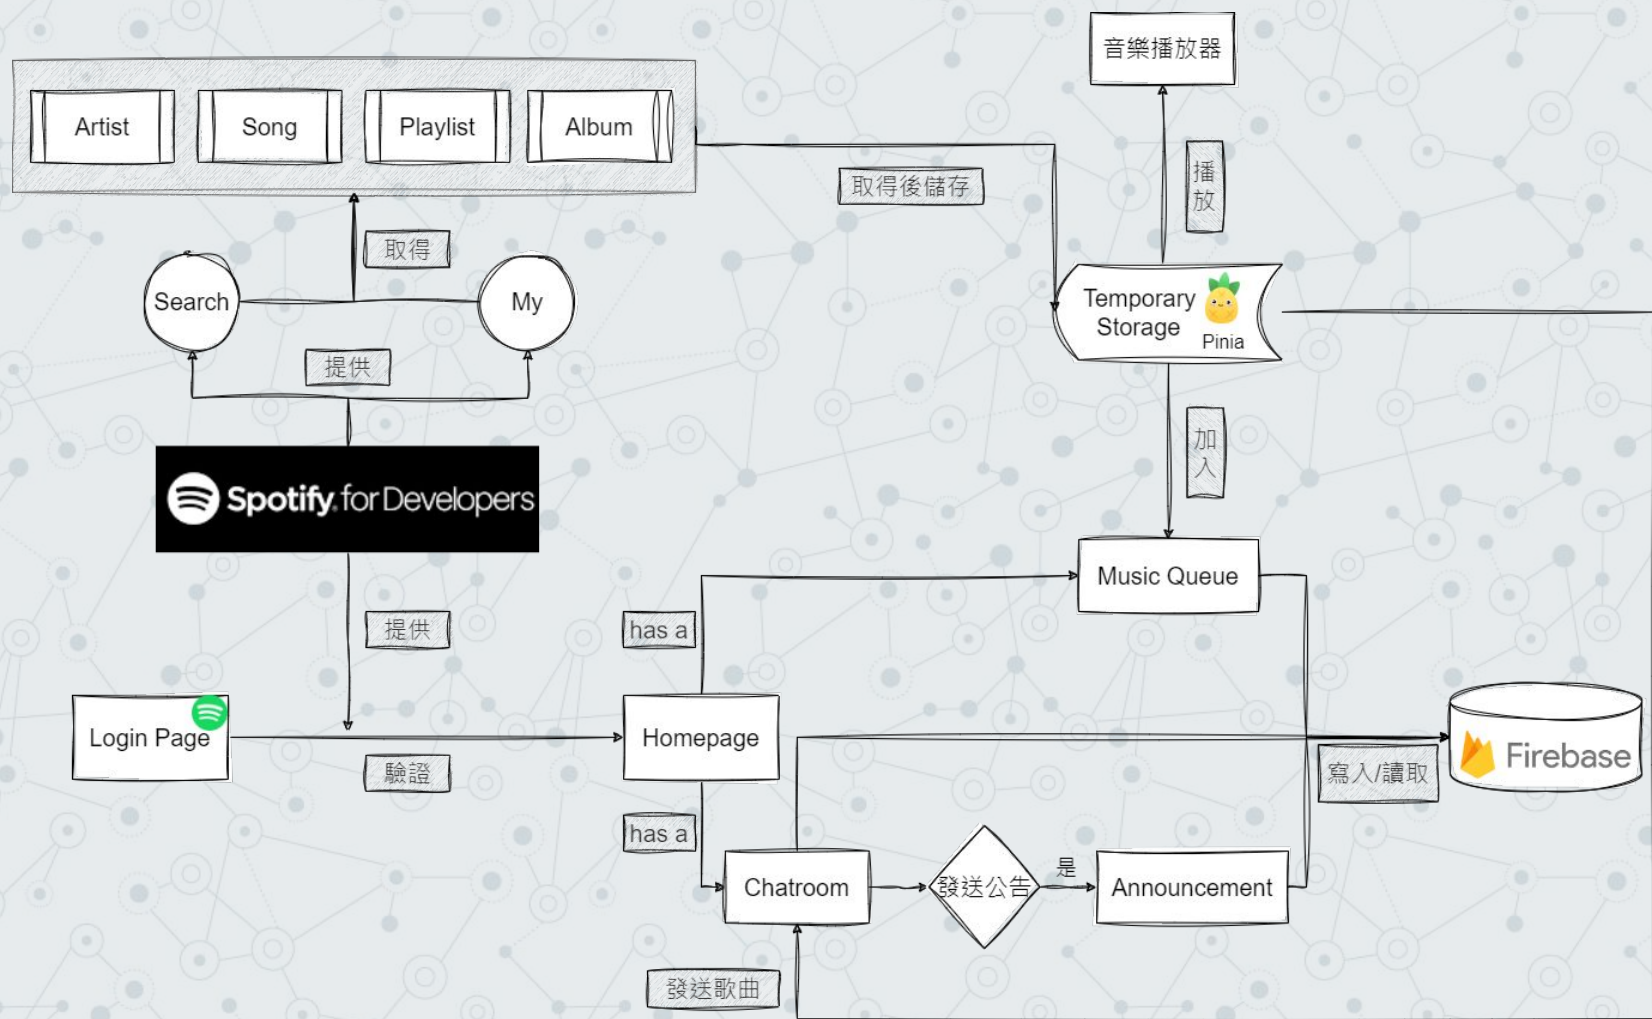 音樂播放器
Artist
Song
Playlist
Album
取得後儲存
播
放
取得
Search
My
Temporary
Storage
Pinia
提供
加
入
Spotify for Developers
Music Queue
提供
has a
Login Page
Homepage
Firebase
驗證
寫入/讀取
has a
Chatroom
發送公告
是
Announcement
發送歌曲